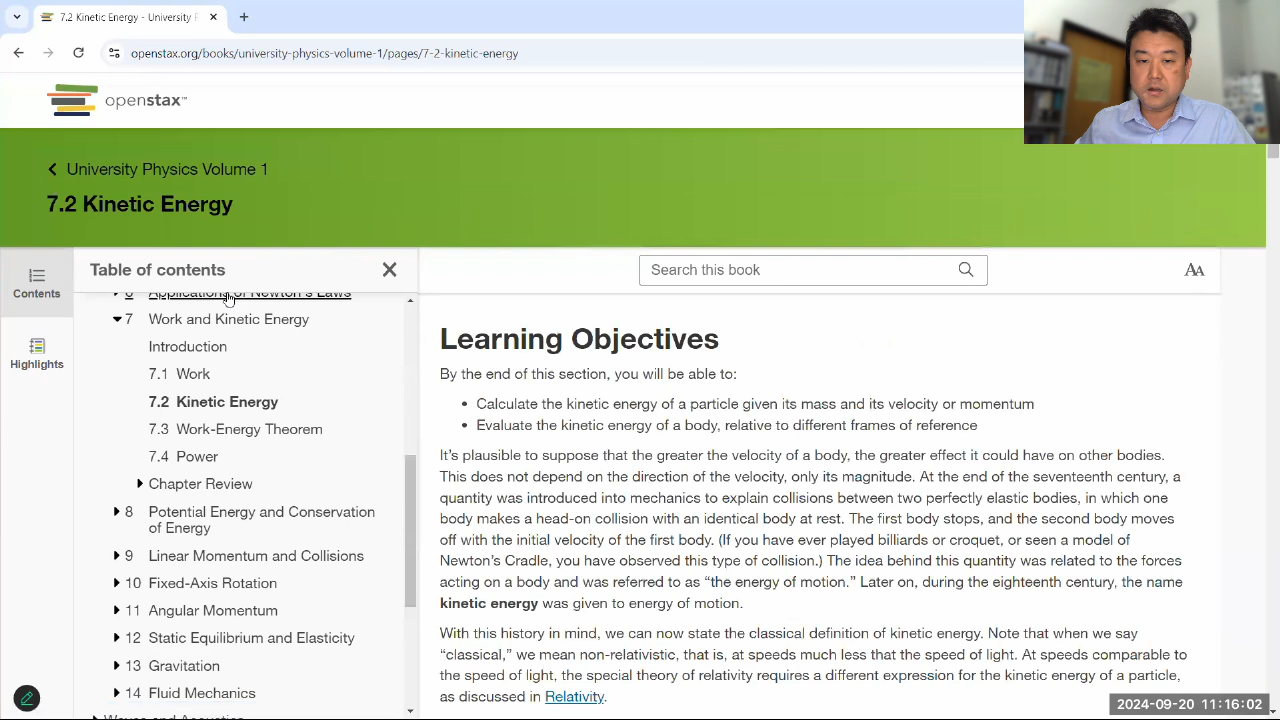 7.2 Kinetic Energy - University P
openstax.org/books/university-physics-volume-1/pages/7-2-kinetic-energy
openstax™
University Physics Volume 1
7.2 Kinetic Energy
Contents
Highlights
Table of contents
6 Applications of Newton's Laws
7 Work and Kinetic Energy
Introduction
7.1 Work
7.2 Kinetic Energy
7.3 Work-Energy Theorem
7.4 Power
Chapter Review
8 Potential Energy and Conservation
of Energy
9 Linear Momentum and Collisions
10 Fixed-Axis Rotation
11 Angular Momentum
12 Static Equilibrium and Elasticity
13 Gravitation
14 Fluid Mechanics
Waves and Acoustics
Search this book
AA
Learning Objectives
By the end of this section, you will be able to:
• Calculate the kinetic energy of a particle given its mass and its velocity or momentum
• Evaluate the kinetic energy of a body, relative to different frames of reference
It's plausible to suppose that the greater the velocity of a body, the greater effect it could have on other bodies.
This does not depend on the direction of the velocity, only its magnitude. At the end of the seventeenth century, a
quantity was introduced into mechanics to explain collisions between two perfectly elastic bodies, in which one
body makes a head-on collision with an identical body at rest. The first body stops, and the second body moves
off with the initial velocity of the first body. (If you have ever played billiards or croquet, or seen a model of
Newton's Cradle, you have observed this type of collision.) The idea behind this quantity was related to the forces
acting on a body and was referred to as “the energy of motion.” Later on, during the eighteenth century, the name
kinetic energy was given to energy of motion.
With this history in mind, we can now state the classical definition of kinetic energy. Note that when we say
“classical,” we mean non-relativistic, that is, at speeds much less that the speed of light. At speeds comparable to
the speed of light, the special theory of relativity requires a different expression for the kinetic energy of a particle,
as discussed in Relativity.
2024-09-20 11:16:02